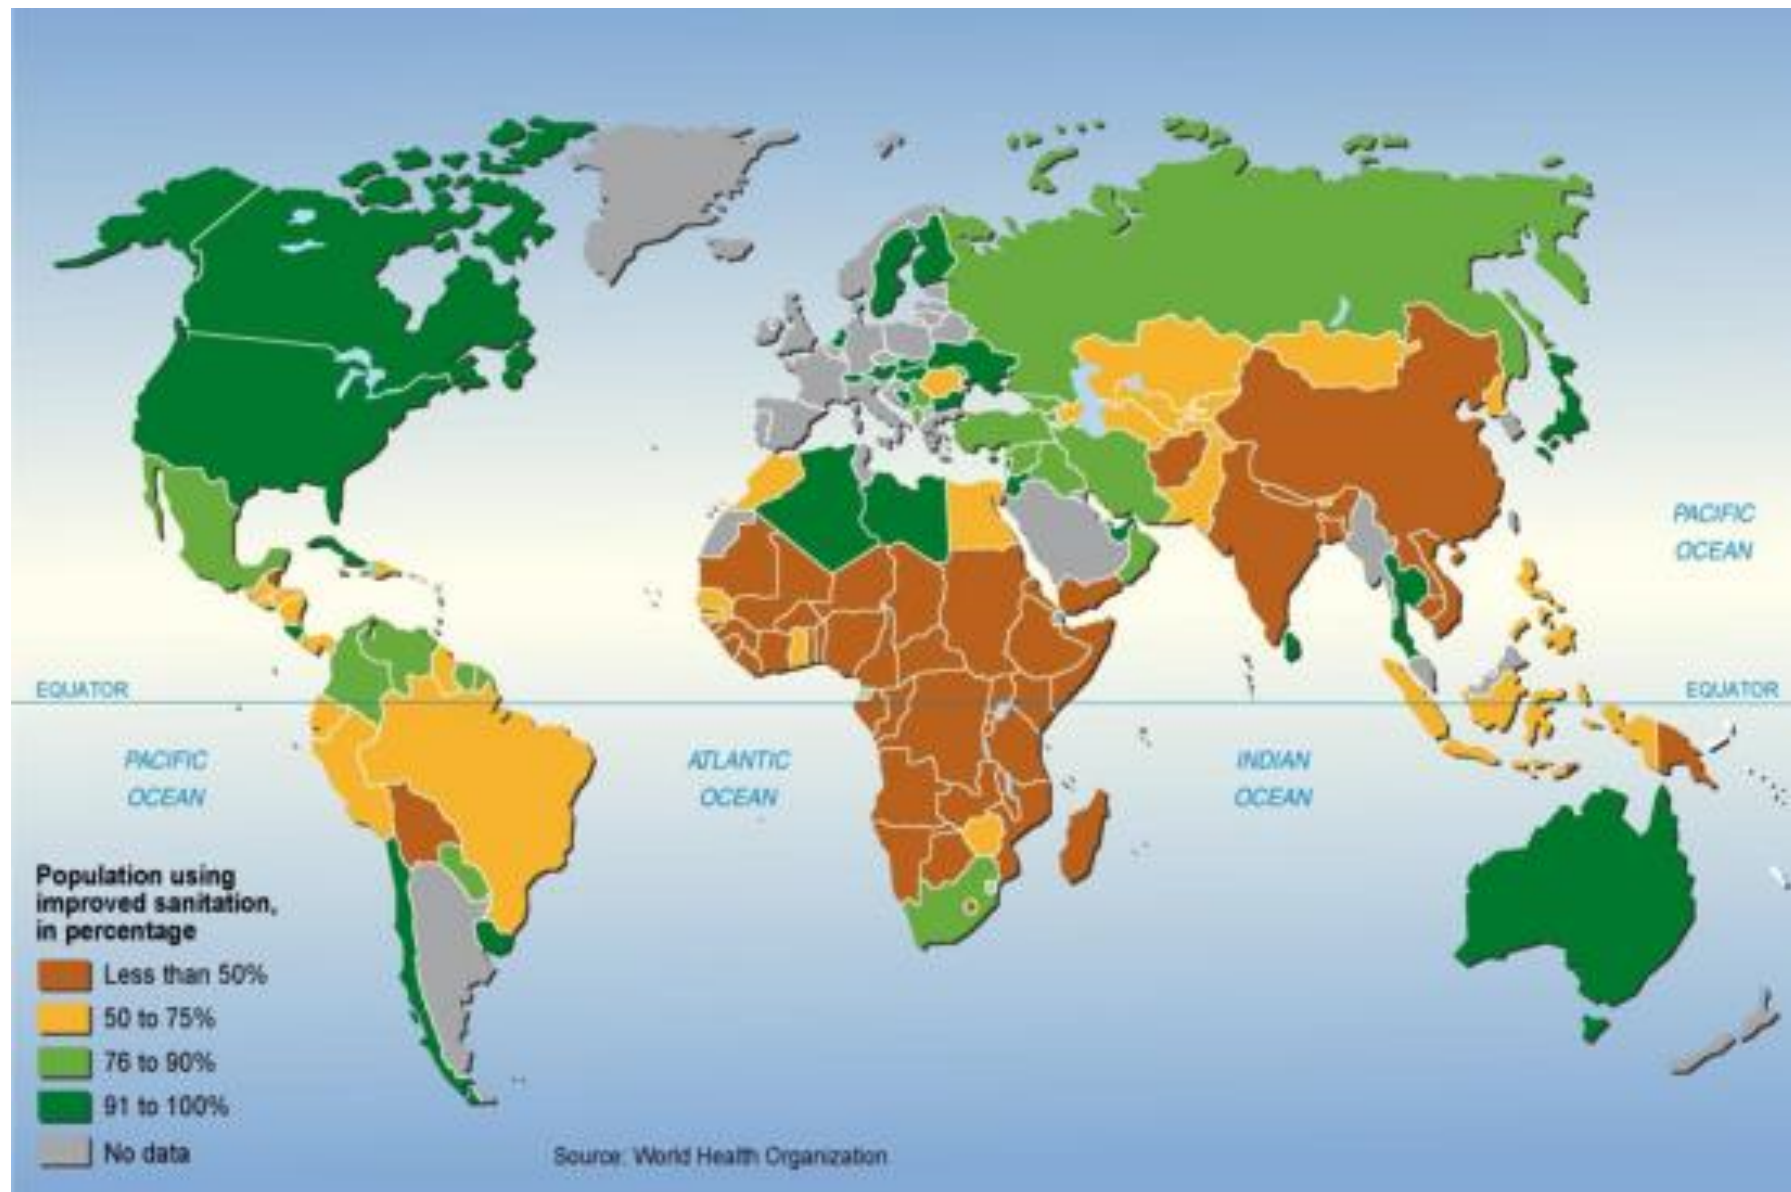 PACIFIC
OCEAN
EQUATOR
EQUATOR
PACIFIC
OCEAN
ATLANTIC
OCEAN
INDIAN
OCEAN
Population using
improved sanitation,
in percentage
Less than 50%
50 to 75%
76 to 90%
91 to 100%
No data
Source: World Health Organization